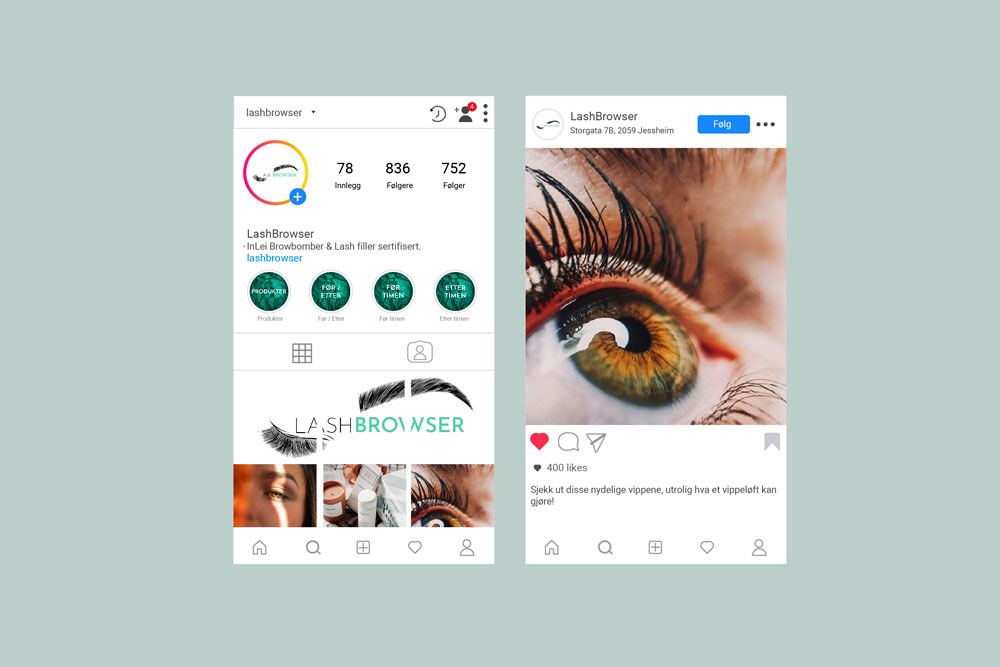 lashbrowser
4
LASHBROWSER
78 836 752
Innlegg Følgere Følger
LashBrowser
InLei Browbomber & Lash filler sertifisert.
lashbrowser
PRODUKTER
FØR /
ETTER
FØR
TIMEN
ETTER
TIMEN
Produkter Før / Etter Før timen Etter timen
LASHBROWSER
LashBrowser
Storgata 7B, 2059 Jessheim
Følg
400 likes
Sjekk ut disse nydelige vippene, utrolig hva et vippeløft kan
gjøre!